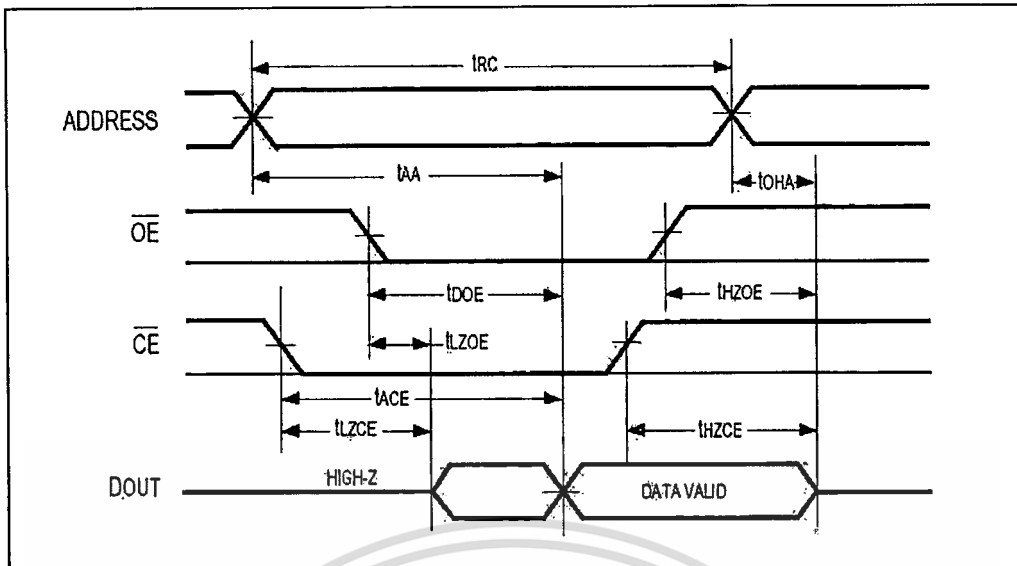 tRC
ADDRESS
tAA
tOHA
OE
tDOE
tHZOE
CE
tLZOE
tACE
tLZCE
tHZCE
DOUT
HIGH-Z
DATA VALID